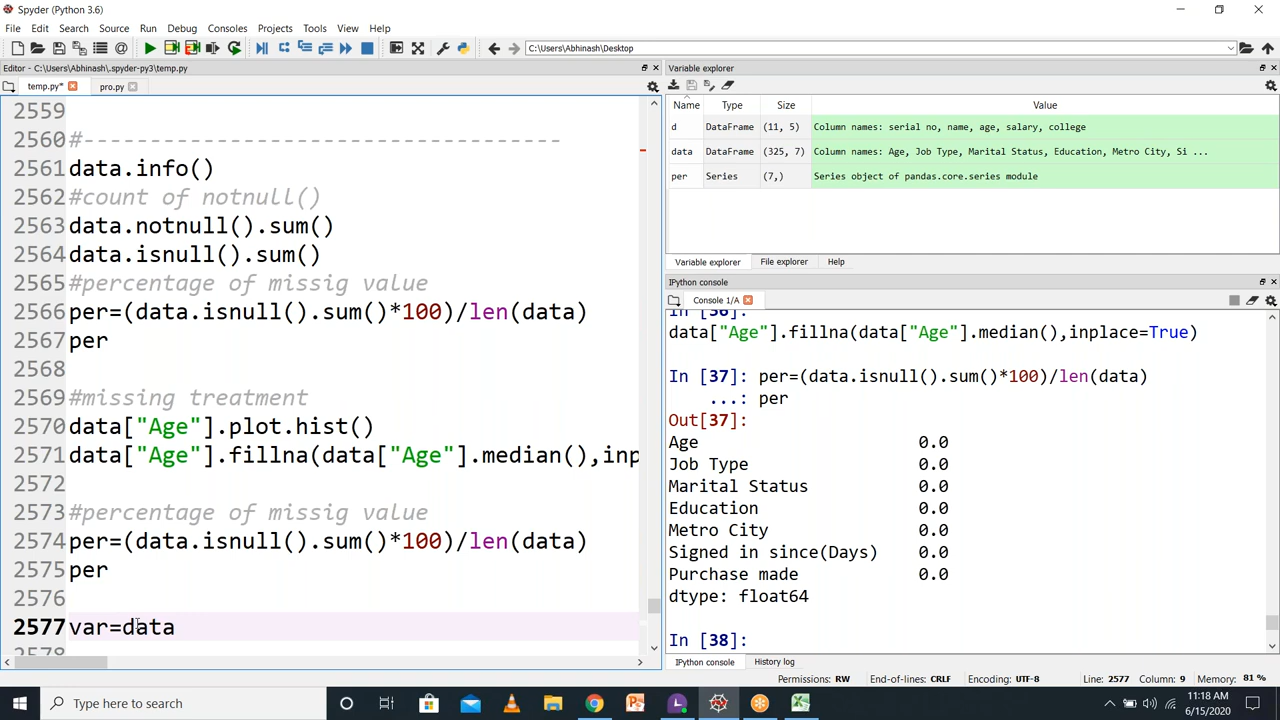 Spyder (Python 3.6)
File Edit Search Source Run Debug Consoles Projects Tools View Help
C:\Users\Abhinash\Desktop
Editor - C:\Users\Abhinash\.spyder-py3\temp.py
temp.py* pro.py
2559
2560 #------------------------------------
2561 data.info()
2562 #count of notnull()
2563 data.notnull().sum()
2564 data.isnull().sum()
2565 #percentage of missig value
2566 per=(data.isnull().sum()*100)/len(data)
2567 per
2568
2569 #missing treatment
2570 data["Age"].plot.hist()
2571 data["Age"].fillna(data["Age"].median(),inp
2572
2573 #percentage of missig value
2574 per=(data.isnull().sum()*100)/len(data)
2575 per
2576
2577 var=data
2578
Variable explorer
Name Type Size Value
d DataFrame (11, 5) Column names: serial no, name, age, salary, college
data DataFrame (325, 7) Column names: Age, Job Type, Marital Status, Education, Metro City, Si ...
per Series (7,) Series object of pandas.core.series module
Variable explorer File explorer Help
IPython console
Console 1/A
In [36]:
data["Age"].fillna(data["Age"].median(),inplace=True)
In [37]: per=(data.isnull().sum()*100)/len(data)
...: per
Out[37]:
Age 0.0
Job Type 0.0
Marital Status 0.0
Education 0.0
Metro City 0.0
Signed in since(Days) 0.0
Purchase made 0.0
dtype: float64
In [38]:
IPython console History log
Permissions: RW End-of-lines: CRLF Encoding: UTF-8 Line: 2577 Column: 9 Memory: 81 %
Type here to search
11:18 AM
6/15/2020